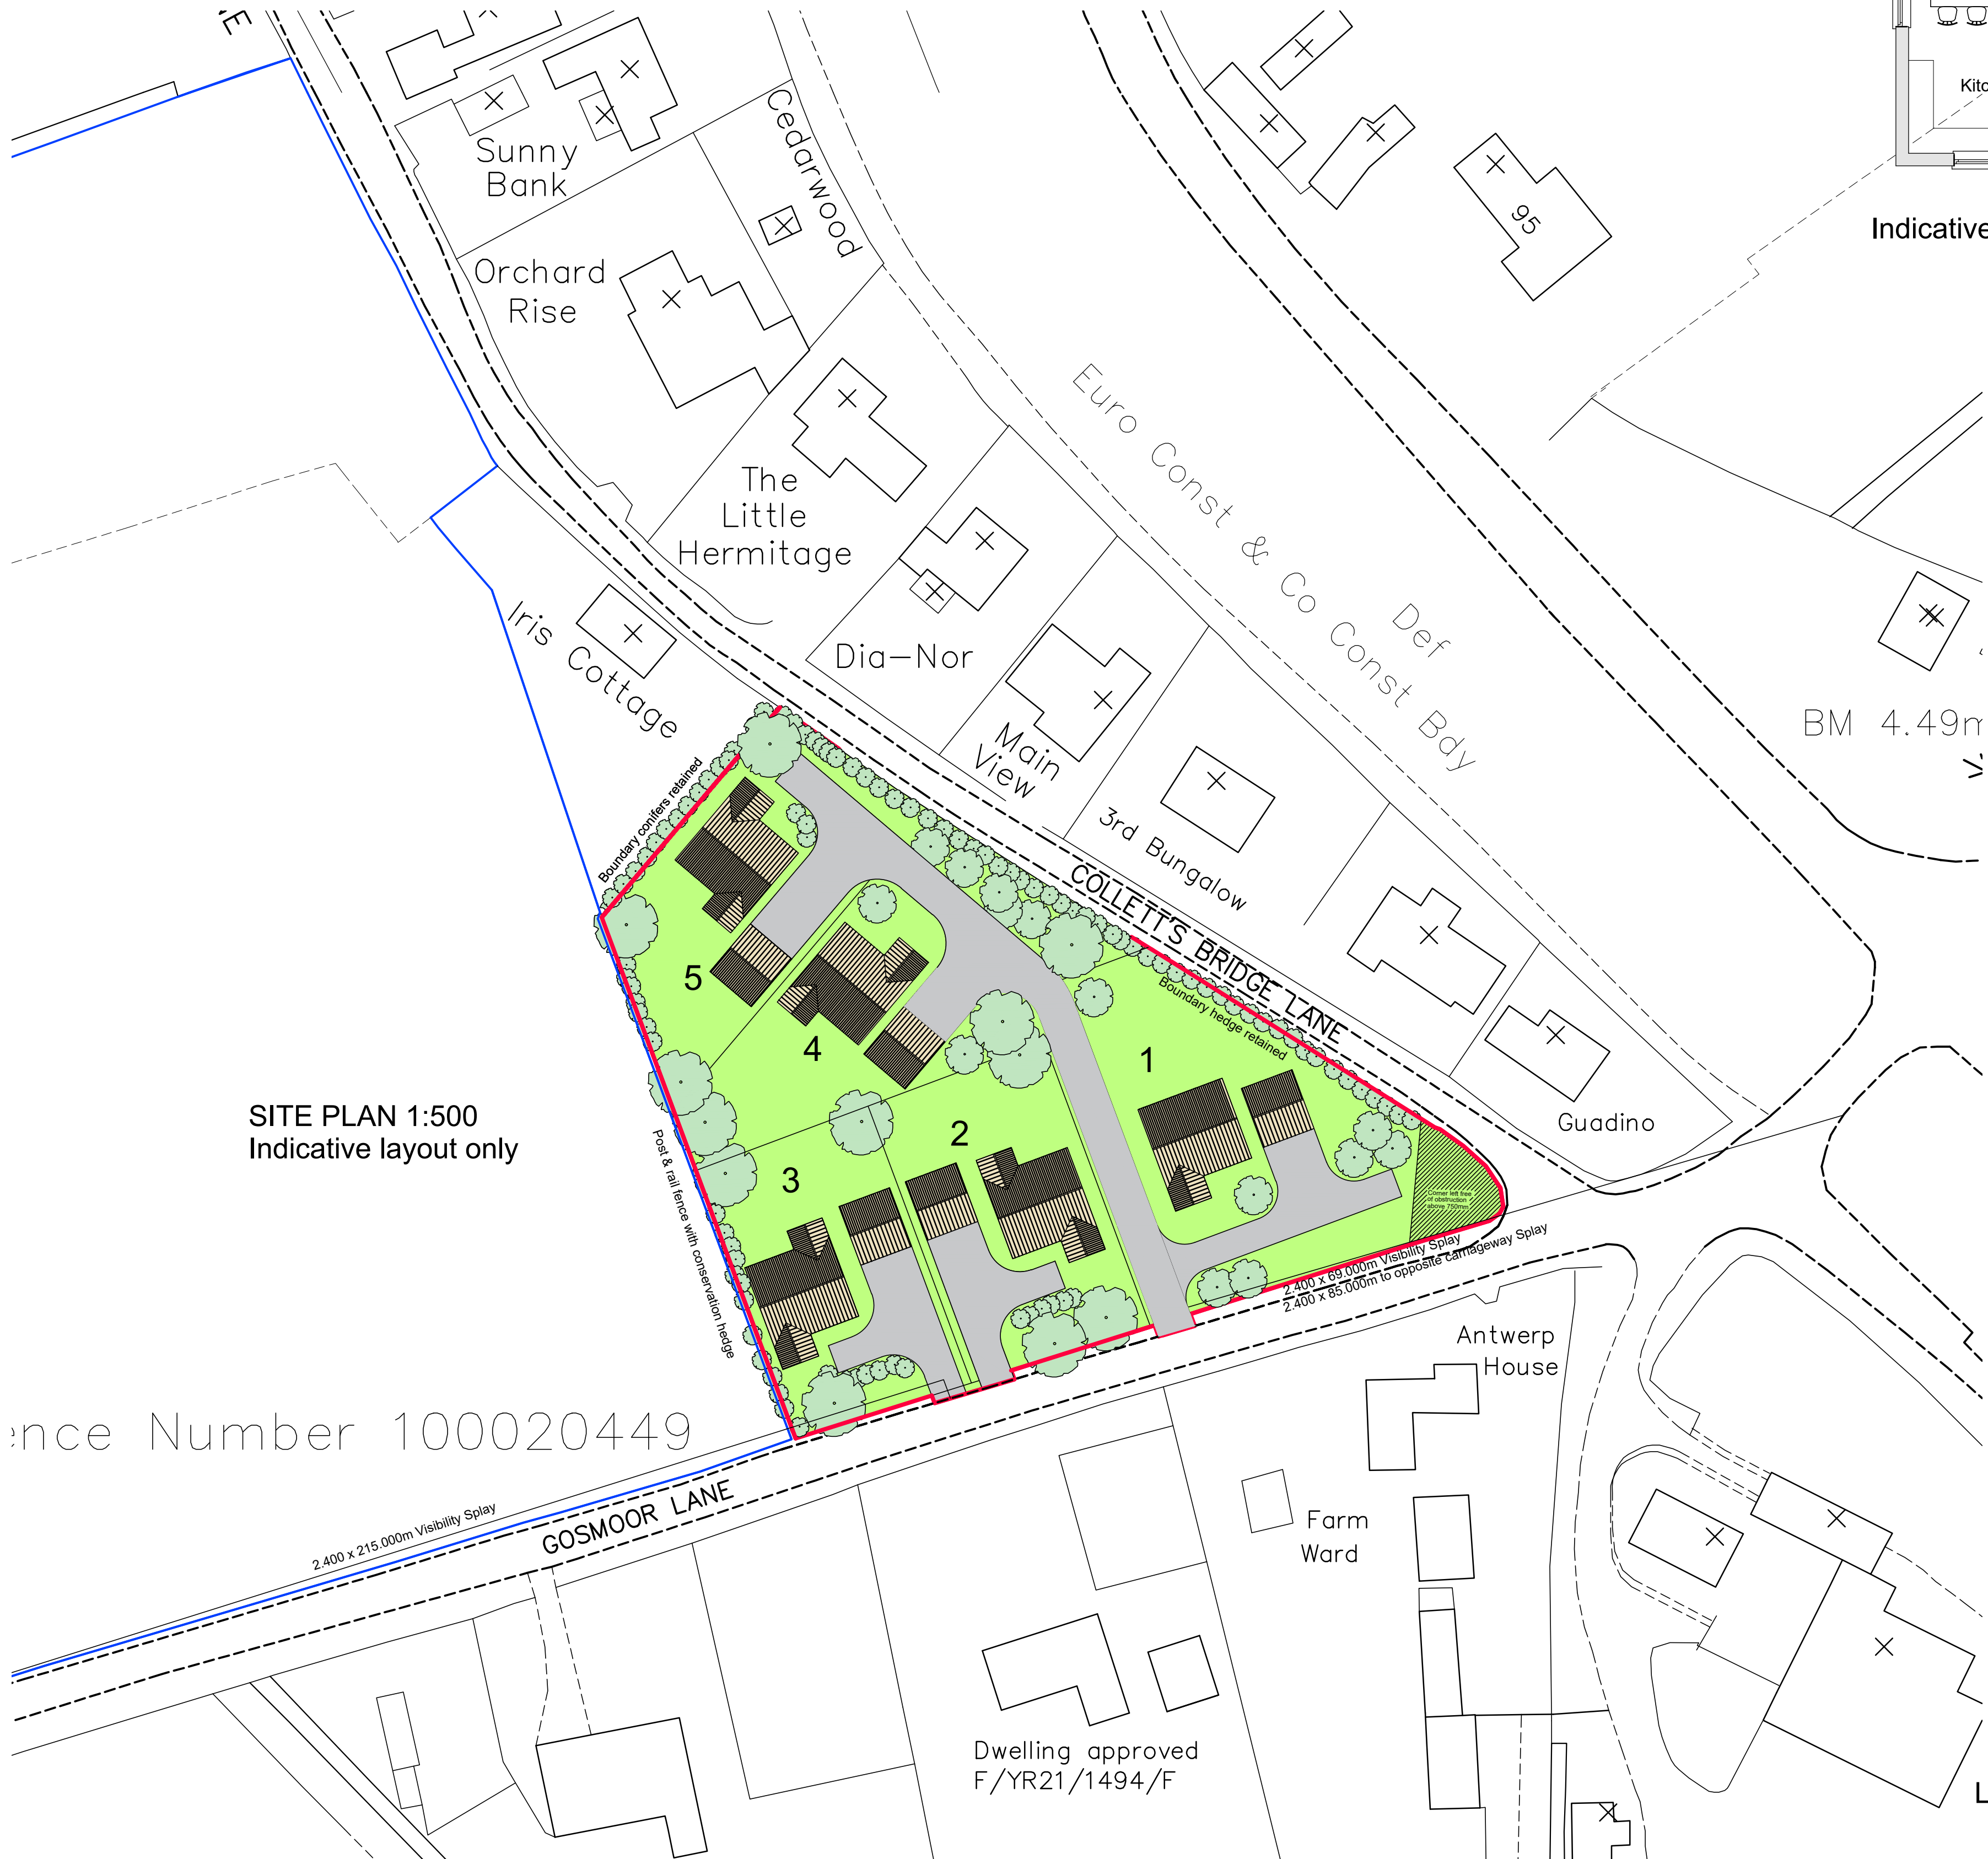 Kitc
Indicative
Sunny
Bank
Cedarwood
95
Orchard
Rise
The
Little
Hermitage
Euro Const & Co Const Bdy
Def
Iris Cottage
Dia-Nor
BM 4.49m
Main
View
3rd Bungalow
Boundary conifers retained
COLLETT'S BRIDGE LANE
Boundary hedge retained
5
4
1
SITE PLAN 1:500
Indicative layout only
2
3
Guadino
Post & rail fence with conservation hedge
Corner left free
of obstruction
above 750mm
2.400 x 69.000m Visibility Splay
2.400 x 85.000m to opposite carriageway Splay
Antwerp
House
ence Number 100020449
GOSMOOR LANE
2.400 x 215.000m Visibility Splay
Farm
Ward
Dwelling approved
F/YR21/1494/F
L